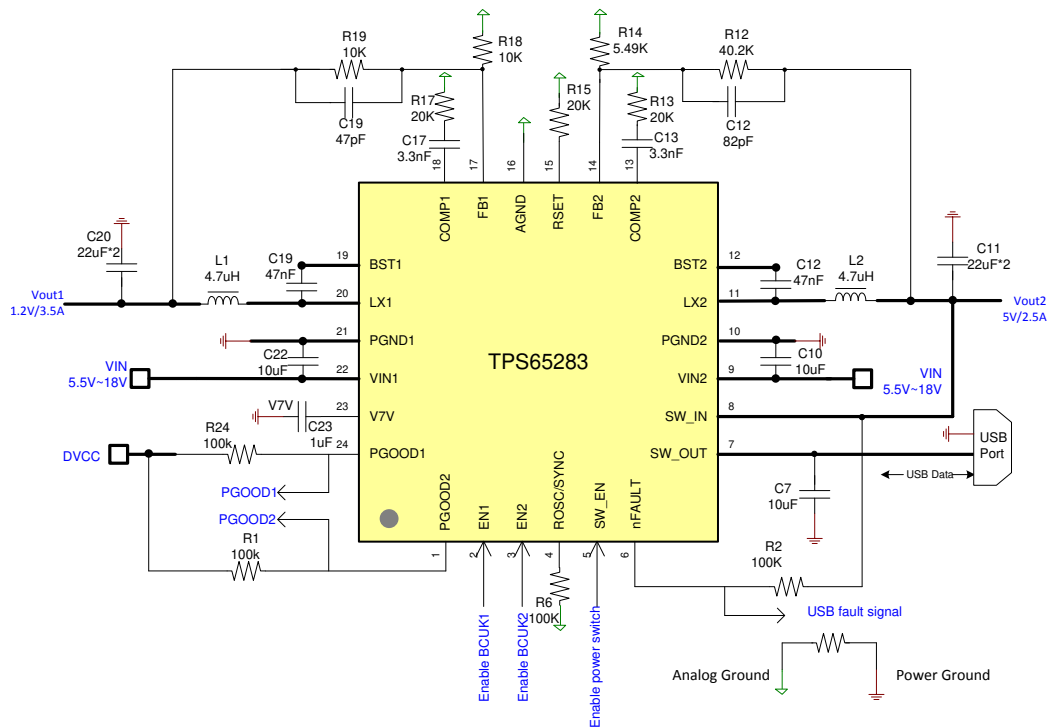 R19
10K
C19
47pF
R18
10K
R17
20K
C17
3.3nF
R14
5.49K
R15
20K
R13
20K
C13
3.3nF
R12
40.2K
C12
82pF
18
17
16
15
14
13
COMP1
FB1
AGND
RSET
FB2
COMP2
C20
22uF*2
L1
4.7uH
C19
47nF
Vout1
1.2V/3.5A
19
BST1
20
LX1
21
PGND1
C22
10uF
VIN
5.5V~18V
22
VIN1
V7V
C23
1uF
23
V7V
R24
100k
24
PGOOD1
DVCC
PGOOD1
PGOOD2
R1
100k
TPS65283
12
BST2
11
LX2
10
PGND2
9
VIN2
8
SW_IN
7
SW_OUT
C12
47nF
L2
4.7uH
C11
22uF*2
Vout2
5V/2.5A
C10
10uF
VIN
5.5V~18V
USB
Port
USB Data
C7
10uF
PGOOD2
EN1
EN2
ROSC/SYNC
SW_EN
nFAULT
1
2
3
4
5
6
R6
100K
R2
100K
Enable BCUK1
Enable BCUK2
Enable power switch
USB fault signal
Analog Ground
Power Ground